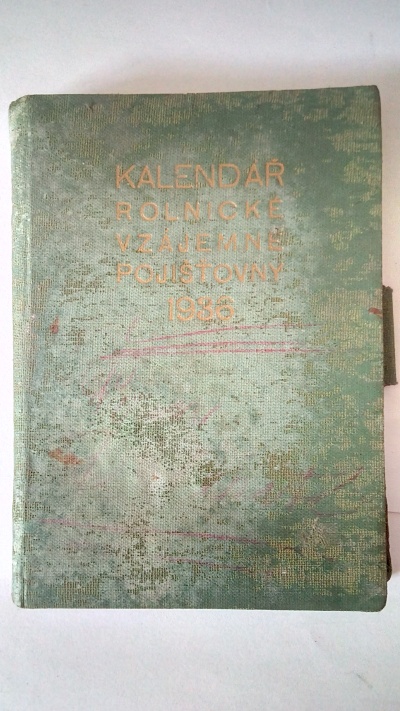 KALENDÁŘ
ROLNICKÉ
VZÁJEMNÉ
POJIŠŤOVNY
1936